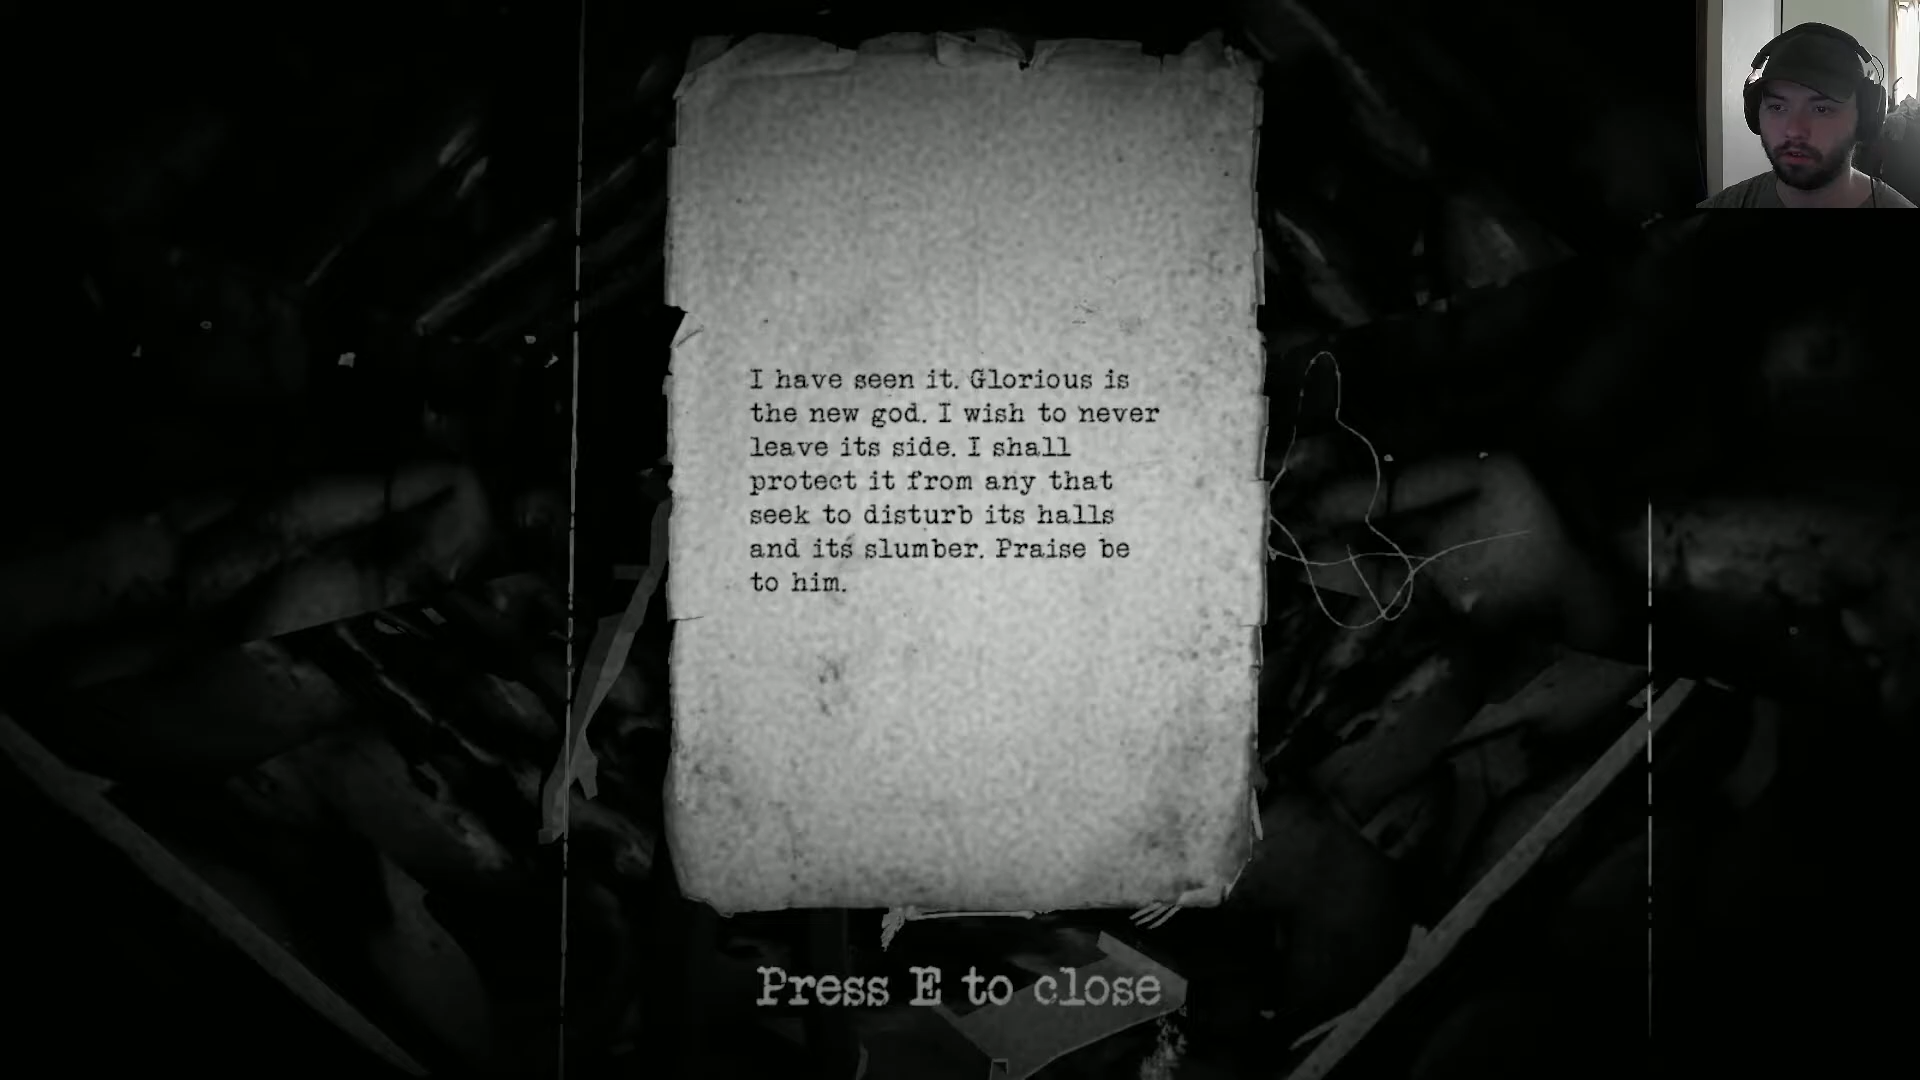 I have seen it. Glorious is
the new god. I wish to never
leave its side. I shall
protect it from any that
seek to disturb its halls
and its slumber. Praise be
to him.
Press E to close